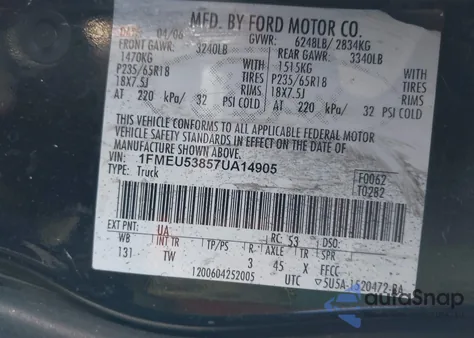 MFD. BY FORD MOTOR CO.
DATE: 04/06 GVWR: 6248LB/ 2834KG
FRONT GAWR: 3240LB REAR GAWR: 3340LB
1470KG 1515KG
P235/65R18 TIRES P235/65R18 TIRES
18X7.5J RIMS 18X7.5J RIMS
AT 220 kPa/ 32 PSI COLD AT 220 kPa/ 32 PSI COLD
THIS VEHICLE CONFORMS TO ALL APPLICABLE FEDERAL MOTOR
VEHICLE SAFETY STANDARDS IN EFFECT ON THE DATE OF
MANUFACTURE SHOWN ABOVE.
VIN: 1FMEU53857UA14905
TYPE: Truck F0062
T0282
EXT PNT: UA RC: 53 DSO:
WB INT TR TP/PS R AXLE TR SPR
131 TW 3 45 X FFCC
1200604252005 UTC ▽5U5A-1520472-BA
autoSnap